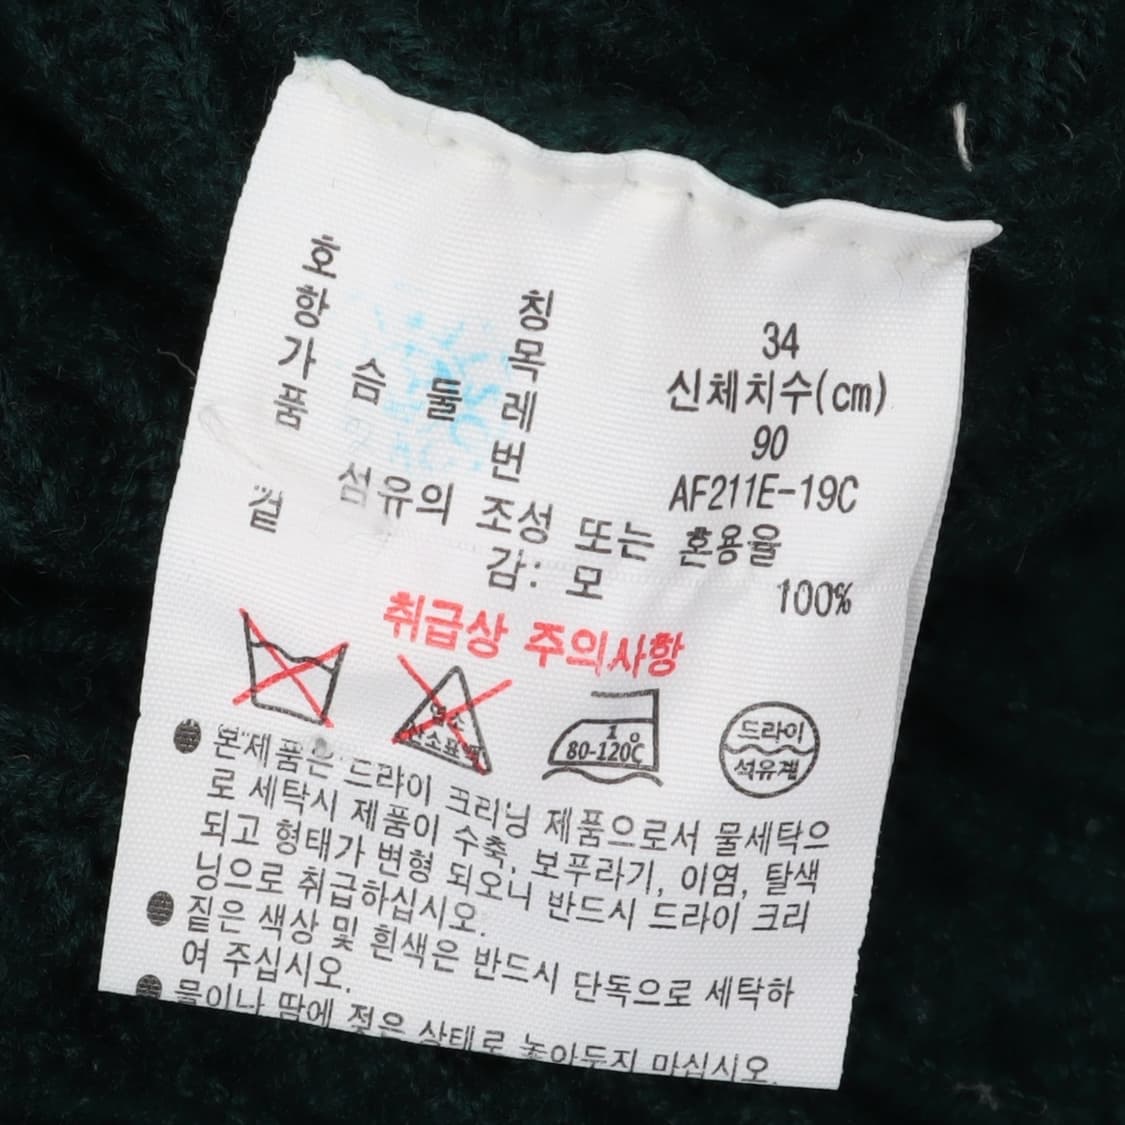 호 칭 34
항 목 신체치수(cm)
가 슴 둘 레 90
품 번 AF211E-19C
섬유의 조성 또는 혼용율
겉 감: 모 100%
취급상 주의사항
염소
산소표백
1
80-120℃
드라이
석유계
본제품은 드라이 크리닝 제품으로서 물세탁으
로 세탁시 제품이 수축, 보푸라기, 이염, 탈색
되고 형태가 변형 되오니 반드시 드라이 크리
닝으로 취급하십시오.
짙은 색상 및 흰색은 반드시 단독으로 세탁하
여 주십시오.
물이나 땀에 젖은 상태로 놓아두지 마십시오.